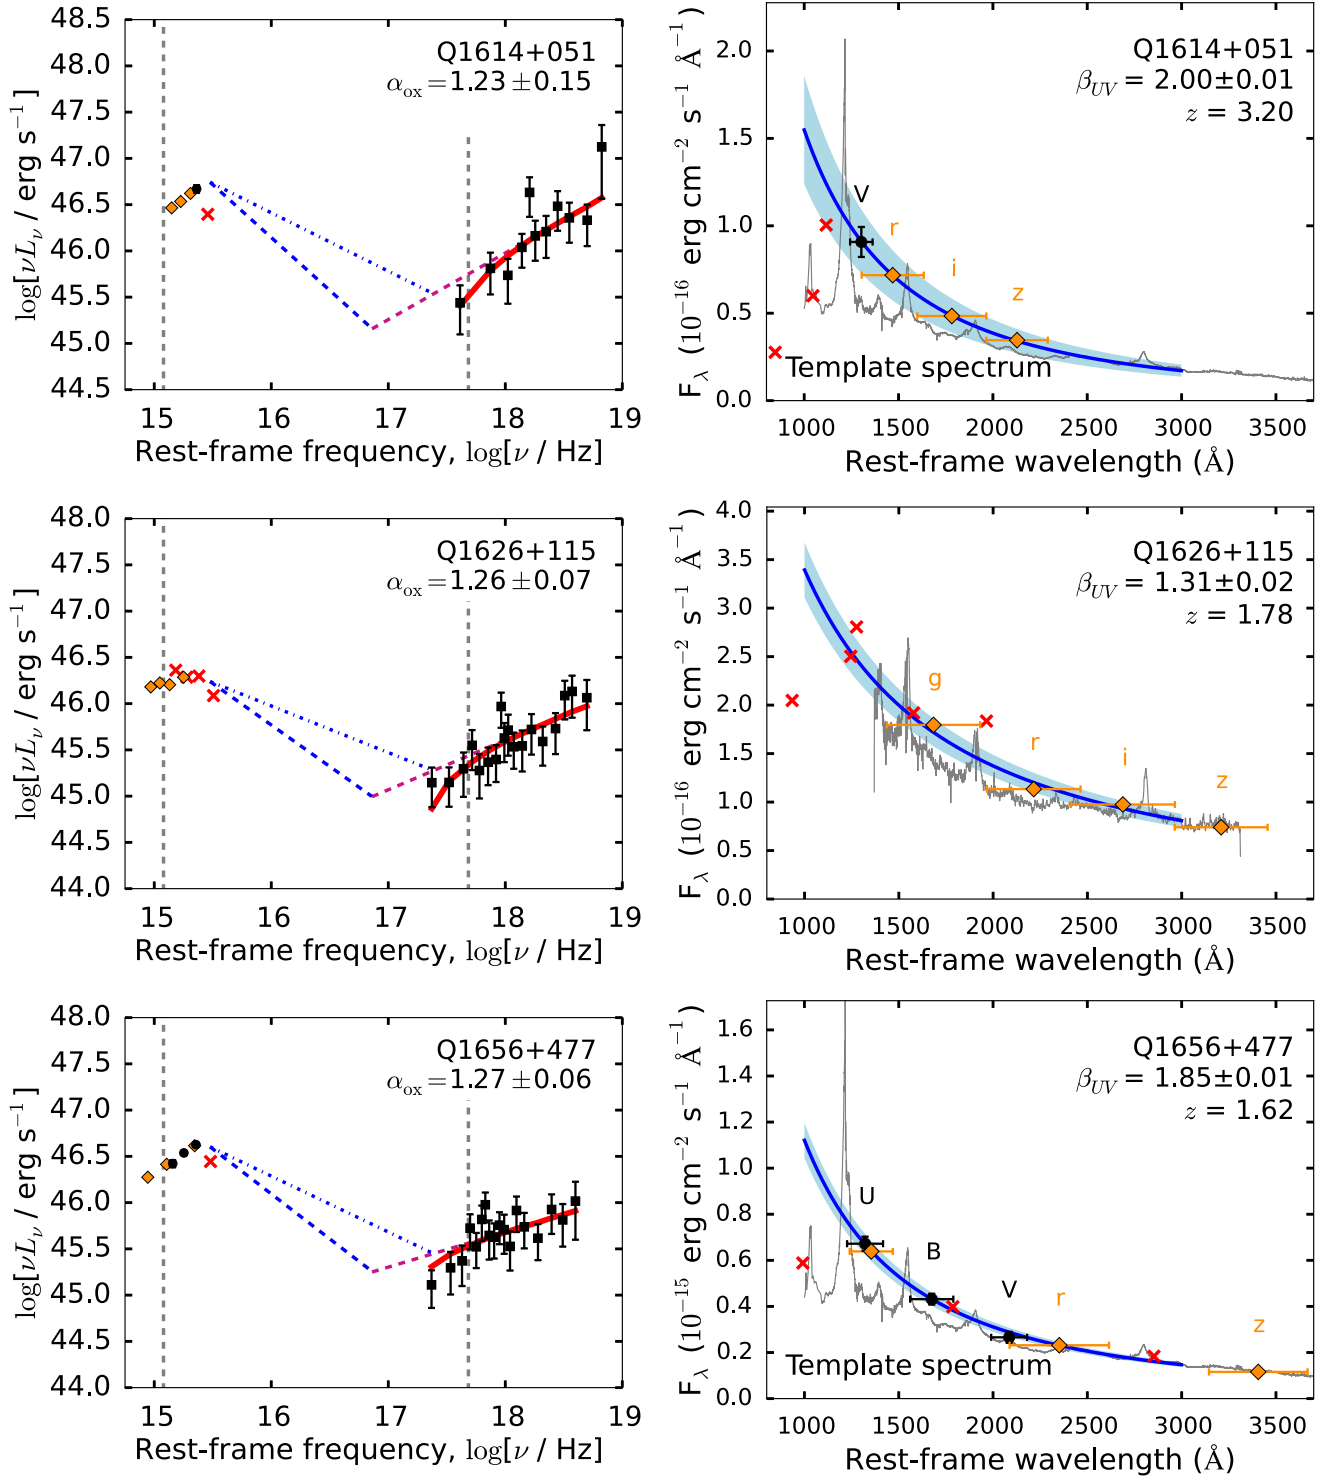 48.5
48.0
47.5
47.0
46.5
46.0
45.5
45.0
44.5
log[νLν / erg s⁻¹]
Q1614+051
αox=1.23±0.15
15 16 17 18 19
Rest-frame frequency, log[ν / Hz]
2.0
1.5
1.0
0.5
0.0
Fλ (10⁻¹⁶ erg cm⁻² s⁻¹ Å⁻¹)
Q1614+051
βUV = 2.00±0.01
z = 3.20
V
r
i
z
Template spectrum
1000 1500 2000 2500 3000 3500
Rest-frame wavelength (Å)
48.0
47.5
47.0
46.5
46.0
45.5
45.0
44.5
44.0
log[νLν / erg s⁻¹]
Q1626+115
αox=1.26±0.07
15 16 17 18 19
Rest-frame frequency, log[ν / Hz]
4.0
3.5
3.0
2.5
2.0
1.5
1.0
0.5
0.0
Fλ (10⁻¹⁶ erg cm⁻² s⁻¹ Å⁻¹)
Q1626+115
βUV = 1.31±0.02
z = 1.78
g
r
i
z
1000 1500 2000 2500 3000 3500
Rest-frame wavelength (Å)
48.0
47.5
47.0
46.5
46.0
45.5
45.0
44.5
44.0
log[νLν / erg s⁻¹]
Q1656+477
αox=1.27±0.06
15 16 17 18 19
Rest-frame frequency, log[ν / Hz]
1.6
1.4
1.2
1.0
0.8
0.6
0.4
0.2
0.0
Fλ (10⁻¹⁵ erg cm⁻² s⁻¹ Å⁻¹)
Q1656+477
βUV = 1.85±0.01
z = 1.62
U
B
V
r
z
Template spectrum
1000 1500 2000 2500 3000 3500
Rest-frame wavelength (Å)